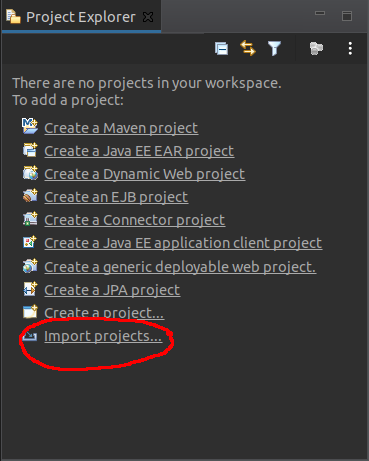 Project Explorer
There are no projects in your workspace.
To add a project:
Create a Maven project
Create a Java EE EAR project
Create a Dynamic Web project
Create an EJB project
Create a Connector project
Create a Java EE application client project
Create a generic deployable web project.
Create a JPA project
Create a project...
Import projects...